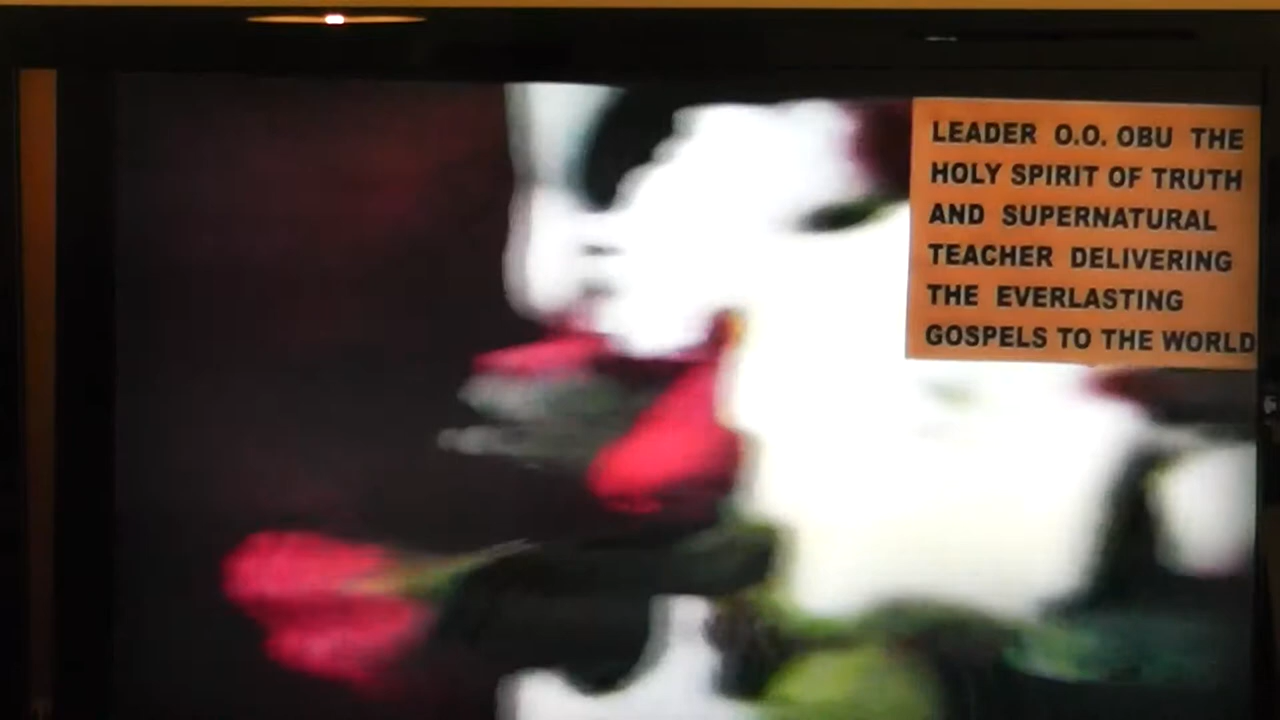 LEADER O.O. OBU THE
HOLY SPIRIT OF TRUTH
AND SUPERNATURAL
TEACHER DELIVERING
THE EVERLASTING
GOSPELS TO THE WORLD